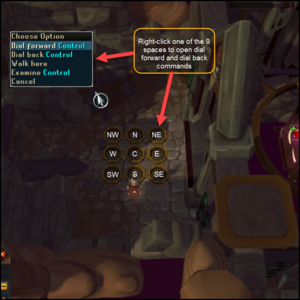 Choose Option
Dial forward Control
Dial back Control
Walk here
Examine Control
Cancel
Right-click one of the 9
spaces to open dial
forward and dial back
commands
NW N NE
W C E
SW S SE